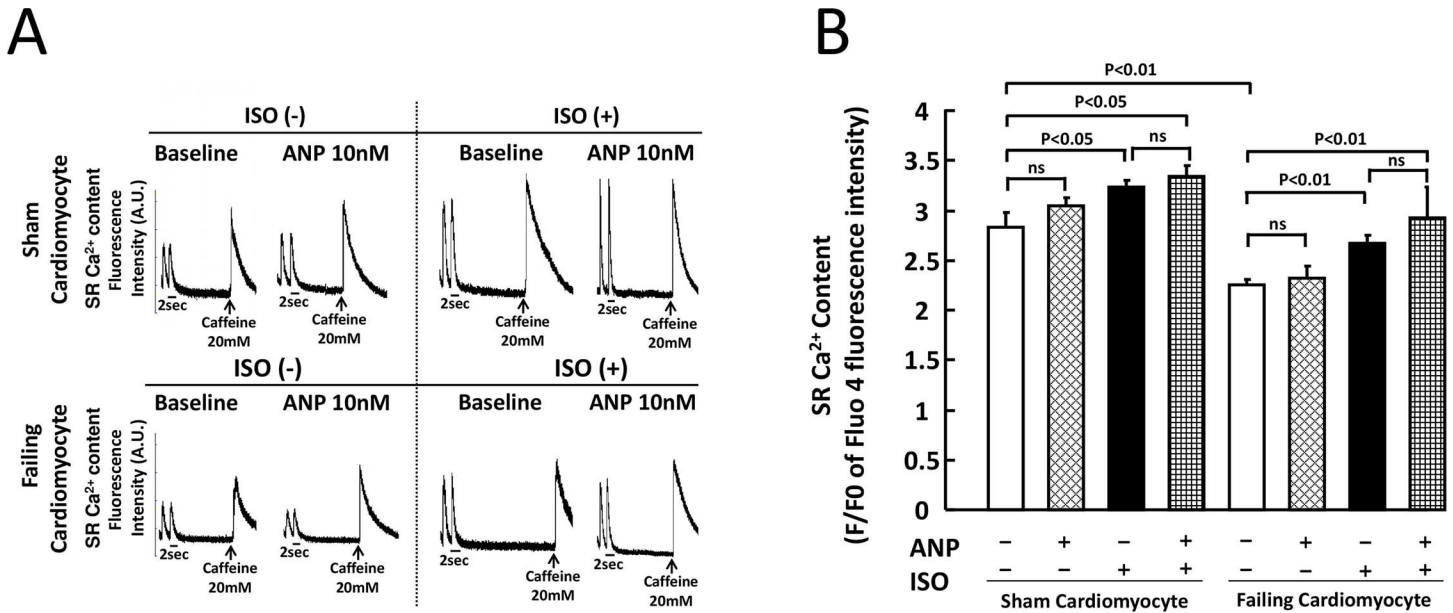 A
ISO (-)
ISO (+)
Baseline
ANP 10nM
Baseline
ANP 10nM
Sham
Cardiomyocyte
SR Ca²⁺ content
Fluorescence
Intensity (A.U.)
2sec
Caffeine
20mM
2sec
Caffeine
20mM
2sec
Caffeine
20mM
2sec
Caffeine
20mM
ISO (-)
ISO (+)
Baseline
ANP 10nM
Baseline
ANP 10nM
Failing
Cardiomyocyte
SR Ca²⁺ content
Fluorescence
Intensity (A.U.)
2sec
Caffeine
20mM
2sec
Caffeine
20mM
2sec
Caffeine
20mM
2sec
Caffeine
20mM
B
SR Ca²⁺ Content
(F/F0 of Fluo 4 fluorescence intensity)
4
3.5
3
2.5
2
1.5
1
0.5
0
P<0.01
P<0.05
P<0.05
ns
ns
P<0.01
ns
P<0.01
ns
ANP – + – + – + – +
ISO – – + + – – + +
Sham Cardiomyocyte
Failing Cardiomyocyte